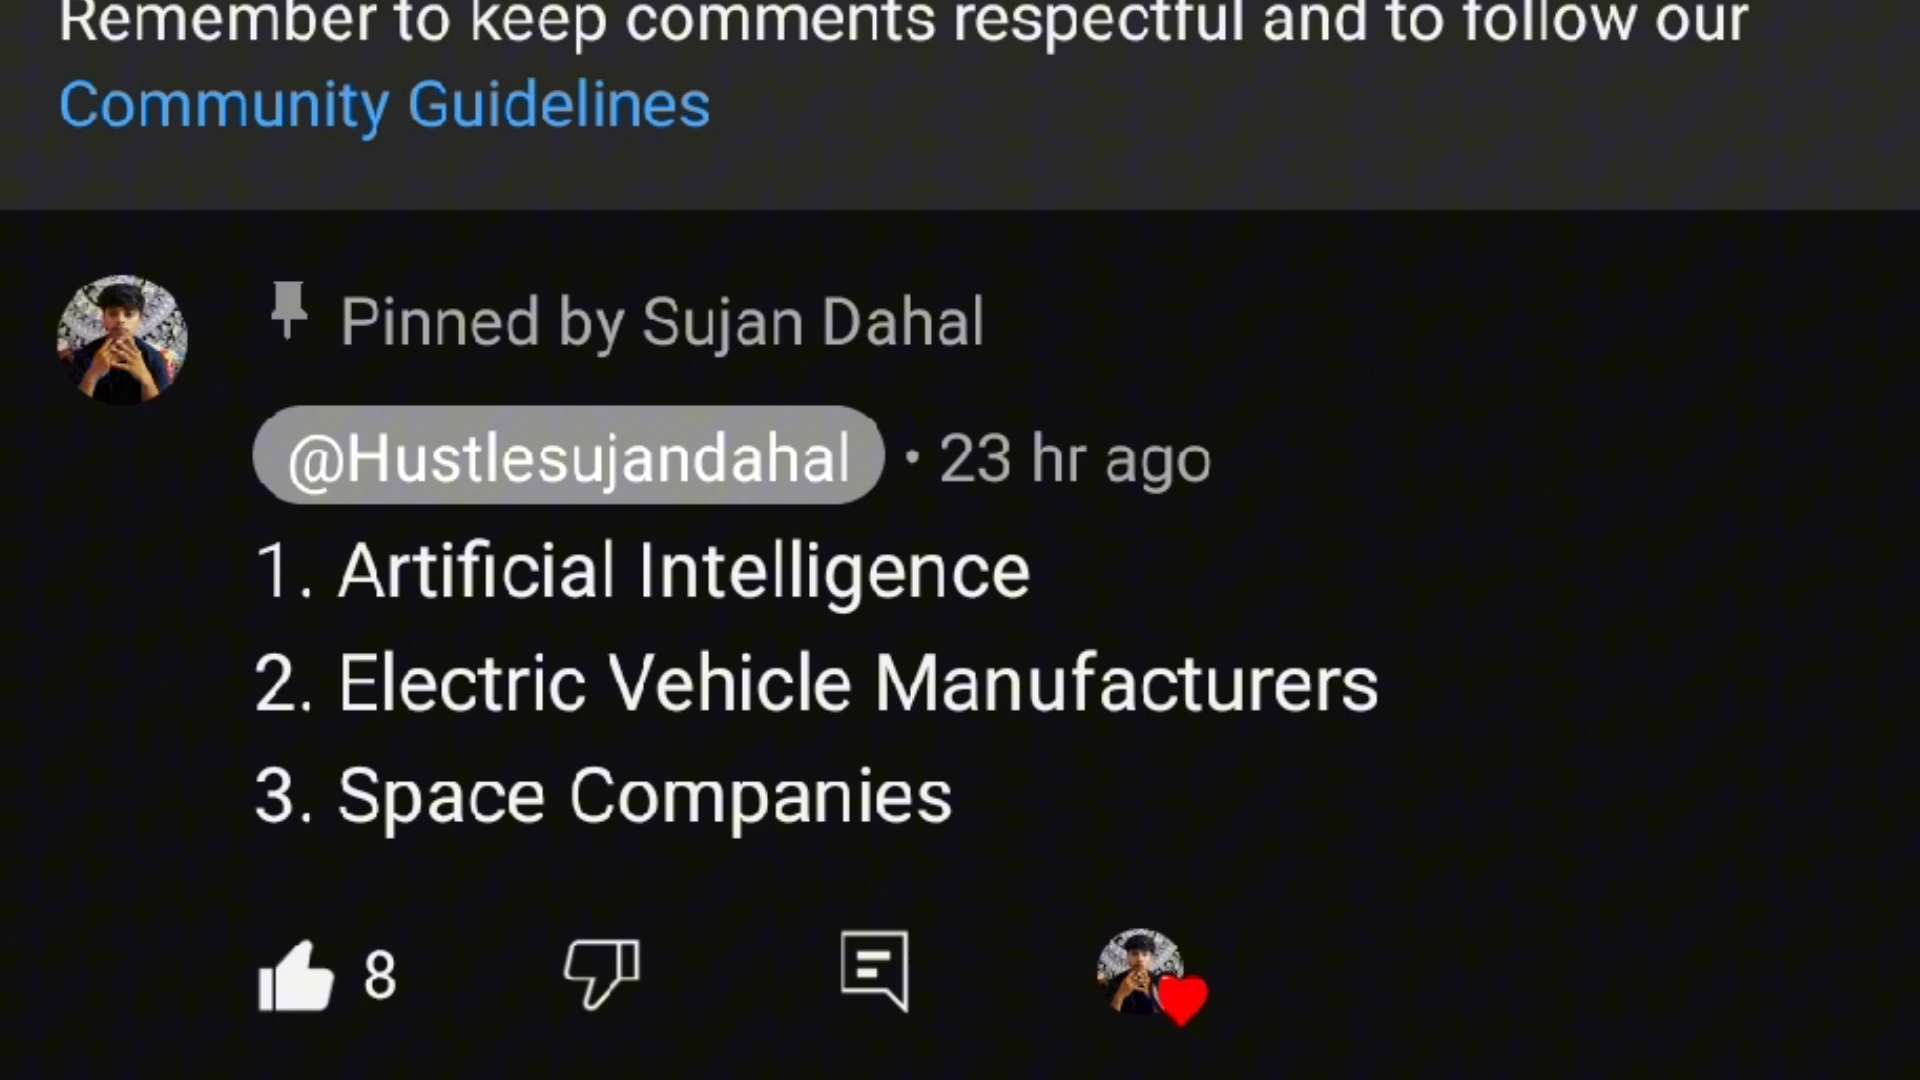 Remember to keep comments respectful and to follow our
Community Guidelines
Pinned by Sujan Dahal
@Hustlesujandahal • 23 hr ago
1. Artificial Intelligence
2. Electric Vehicle Manufacturers
3. Space Companies
8